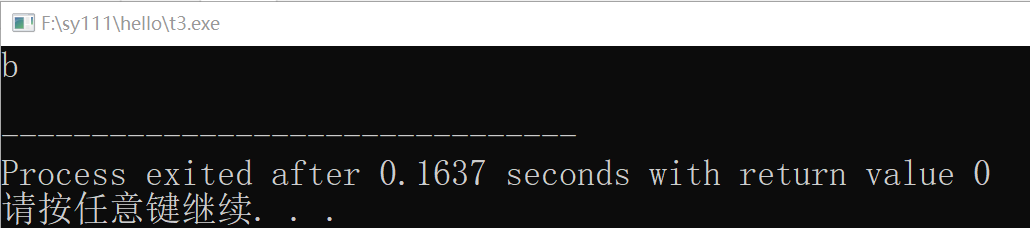 F:\sy111\hello\t3.exe
b
--------------------------------
Process exited after 0.1637 seconds with return value 0
请按任意键继续. . .